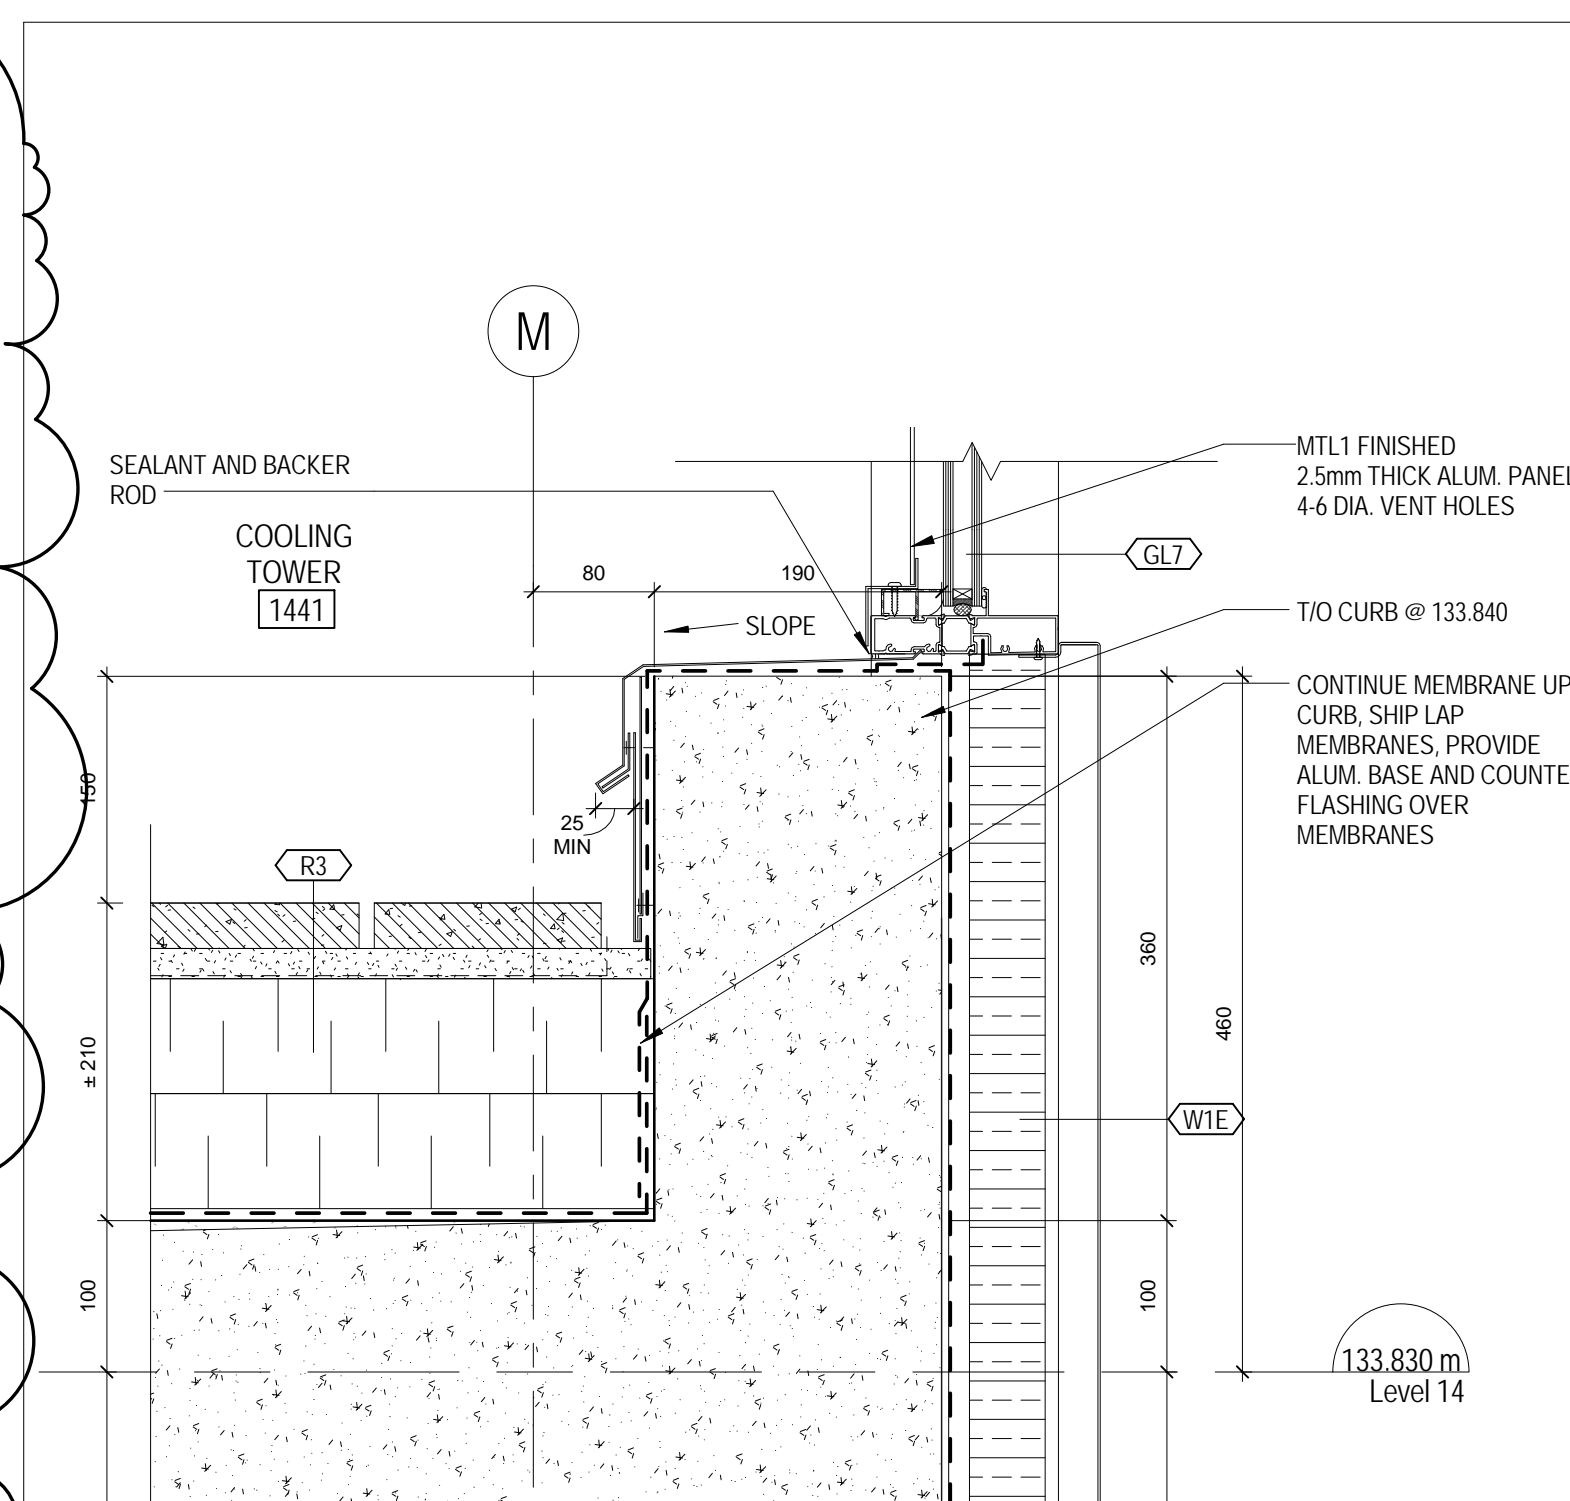 M
SEALANT AND BACKER
ROD
COOLING
TOWER
1441
MTL1 FINISHED
2.5mm THICK ALUM. PANEL
4-6 DIA. VENT HOLES
GL7
80
190
SLOPE
T/O CURB @ 133.840
CONTINUE MEMBRANE UP
CURB, SHIP LAP
MEMBRANES, PROVIDE
ALUM. BASE AND COUNTE
FLASHING OVER
MEMBRANES
150
25
MIN
R3
360
460
± 210
W1E
100
100
133.830 m
Level 14